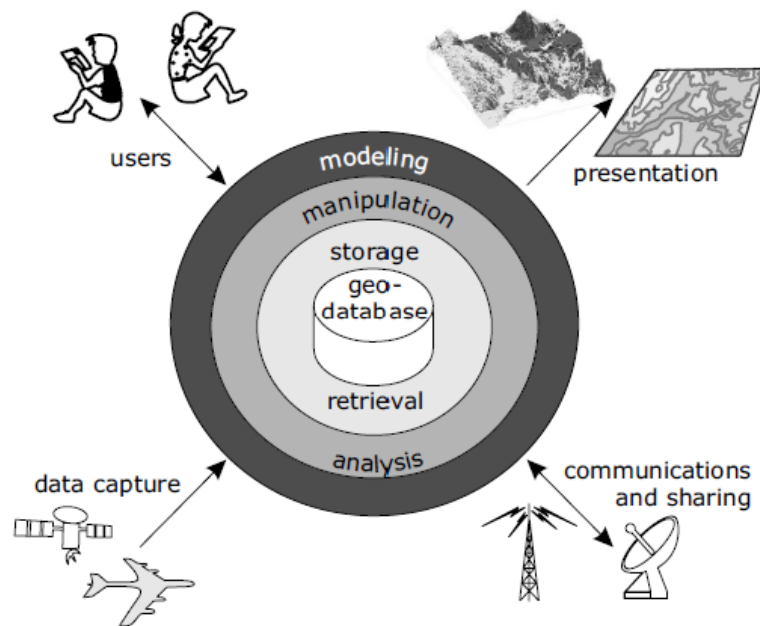 users
modeling
presentation
manipulation
storage
geo-
database
retrieval
analysis
data capture
communications
and sharing